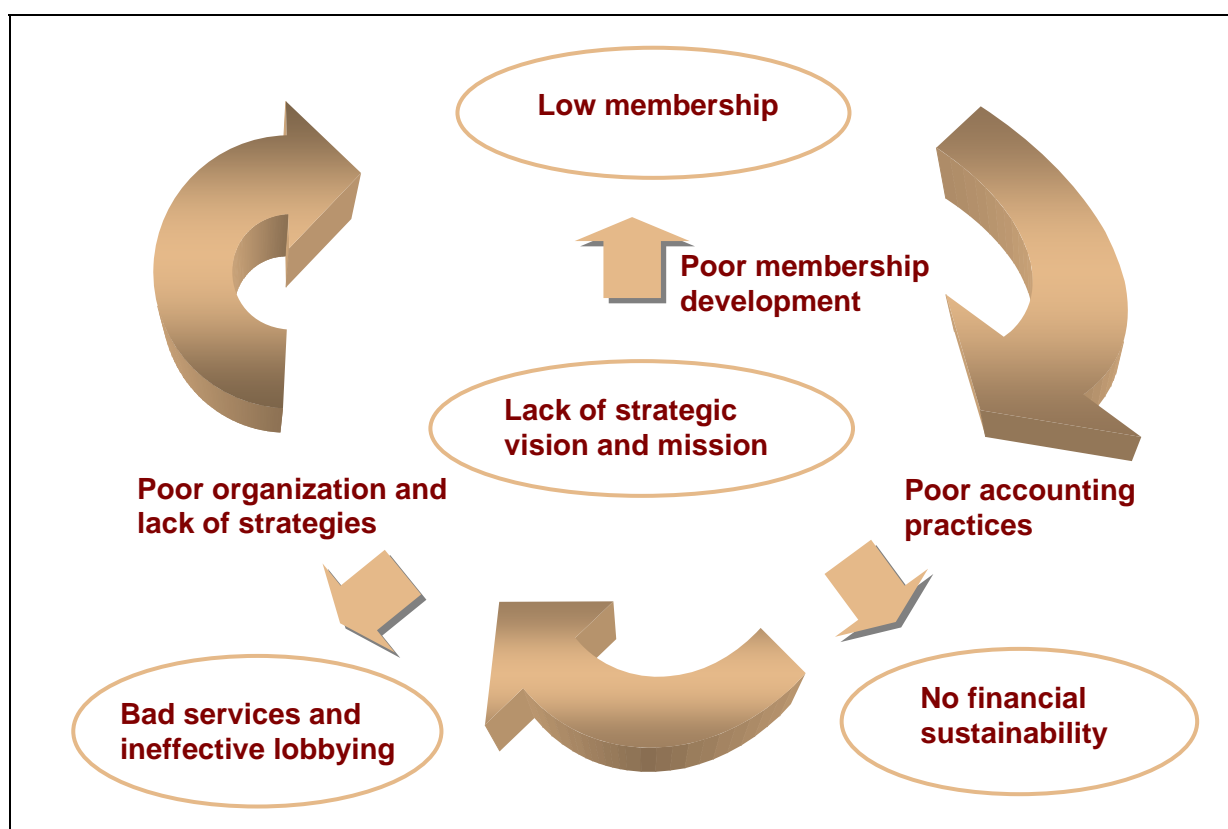 Low membership
Poor membership
development
Lack of strategic
vision and mission
Poor organization and
lack of strategies
Poor accounting
practices
Bad services and
ineffective lobbying
No financial
sustainability